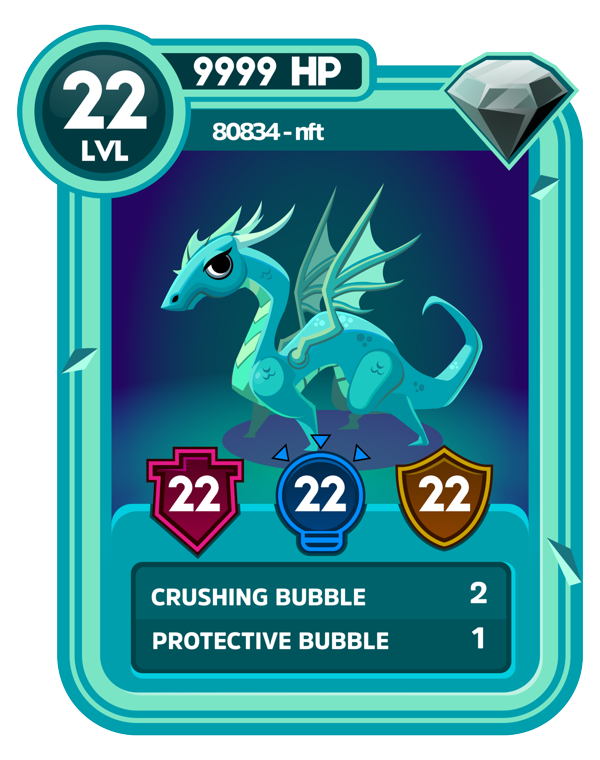 9999 HP
22
LVL
80834 - nft
22 22 22
CRUSHING BUBBLE 2
PROTECTIVE BUBBLE 1